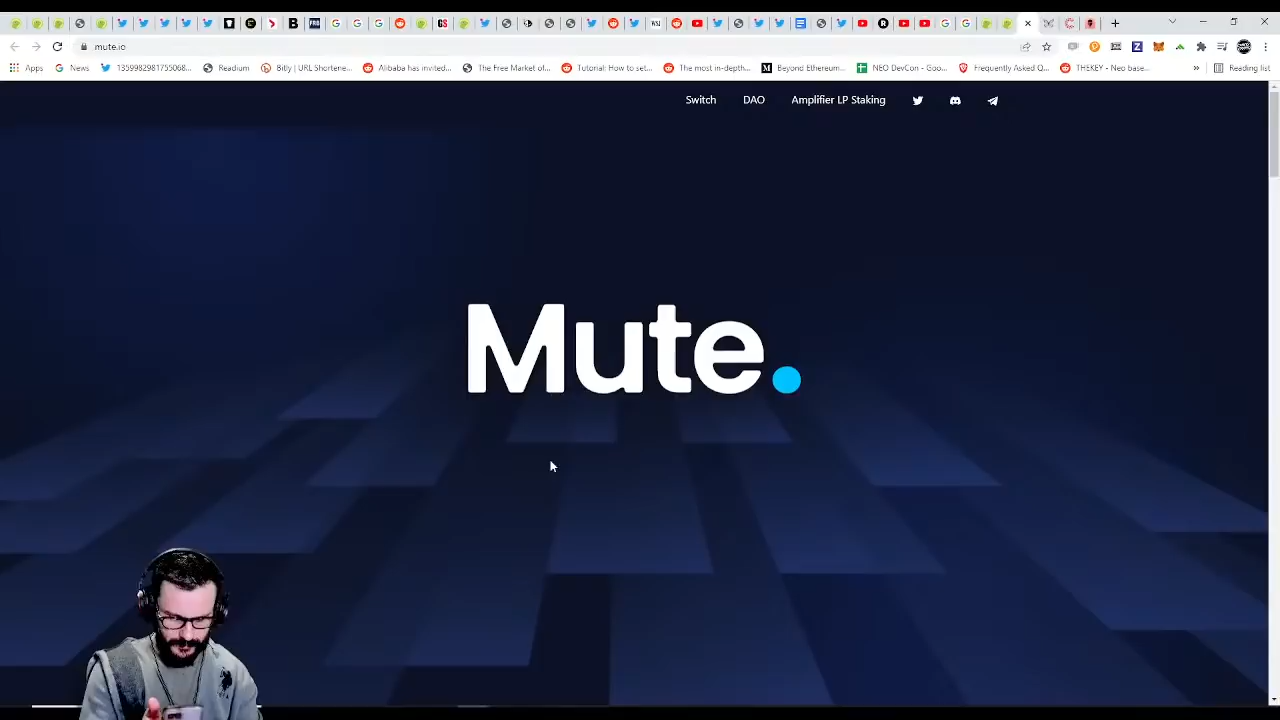 mute.io
Apps News 1359982981755068... Readium Bitly | URL Shortene... Alibaba has invited... The Free Market of... Tutorial: How to set... The most in-depth... Beyond Ethereum... NEO DevCon - Goo... Frequently Asked Q... THEKEY - Neo base... » Reading list
Switch DAO Amplifier LP Staking
Mute.